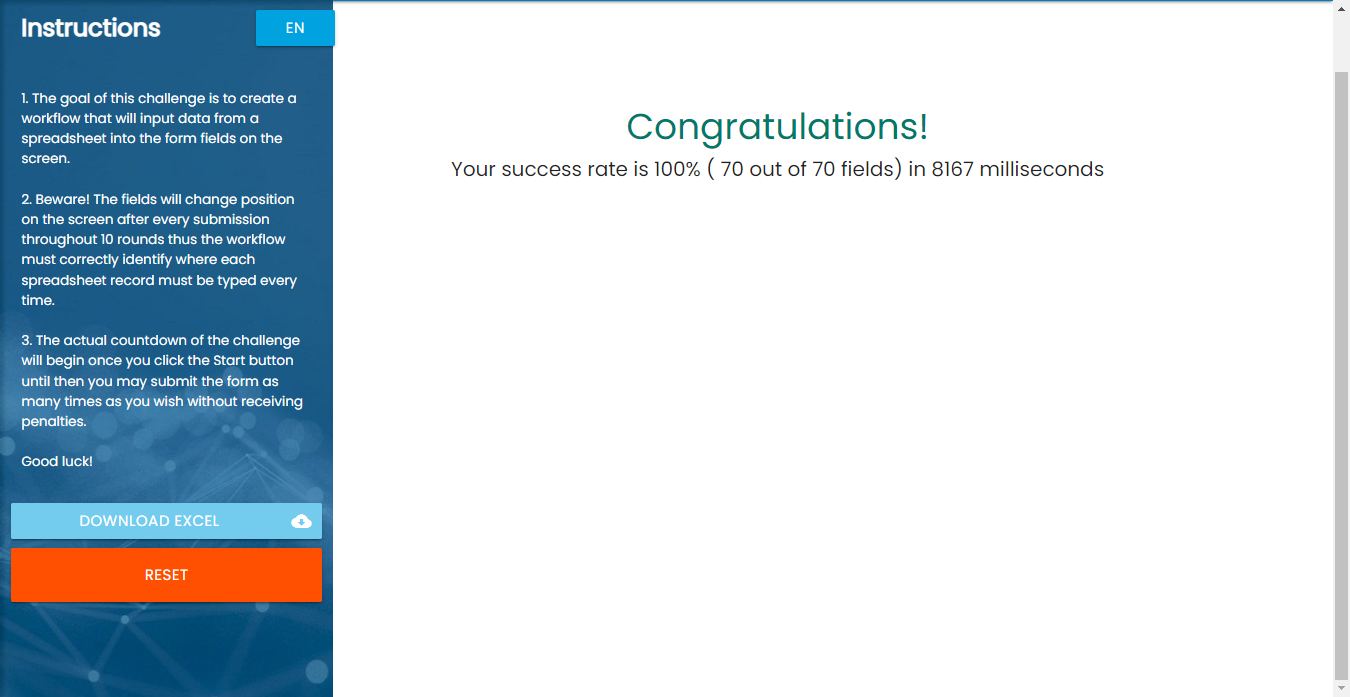 Instructions
EN
1. The goal of this challenge is to create a
workflow that will input data from a
spreadsheet into the form fields on the
screen.
2. Beware! The fields will change position
on the screen after every submission
throughout 10 rounds thus the workflow
must correctly identify where each
spreadsheet record must be typed every
time.
3. The actual countdown of the challenge
will begin once you click the Start button
until then you may submit the form as
many times as you wish without receiving
penalties.
Good luck!
DOWNLOAD EXCEL
RESET
Congratulations!
Your success rate is 100% ( 70 out of 70 fields) in 8167 milliseconds